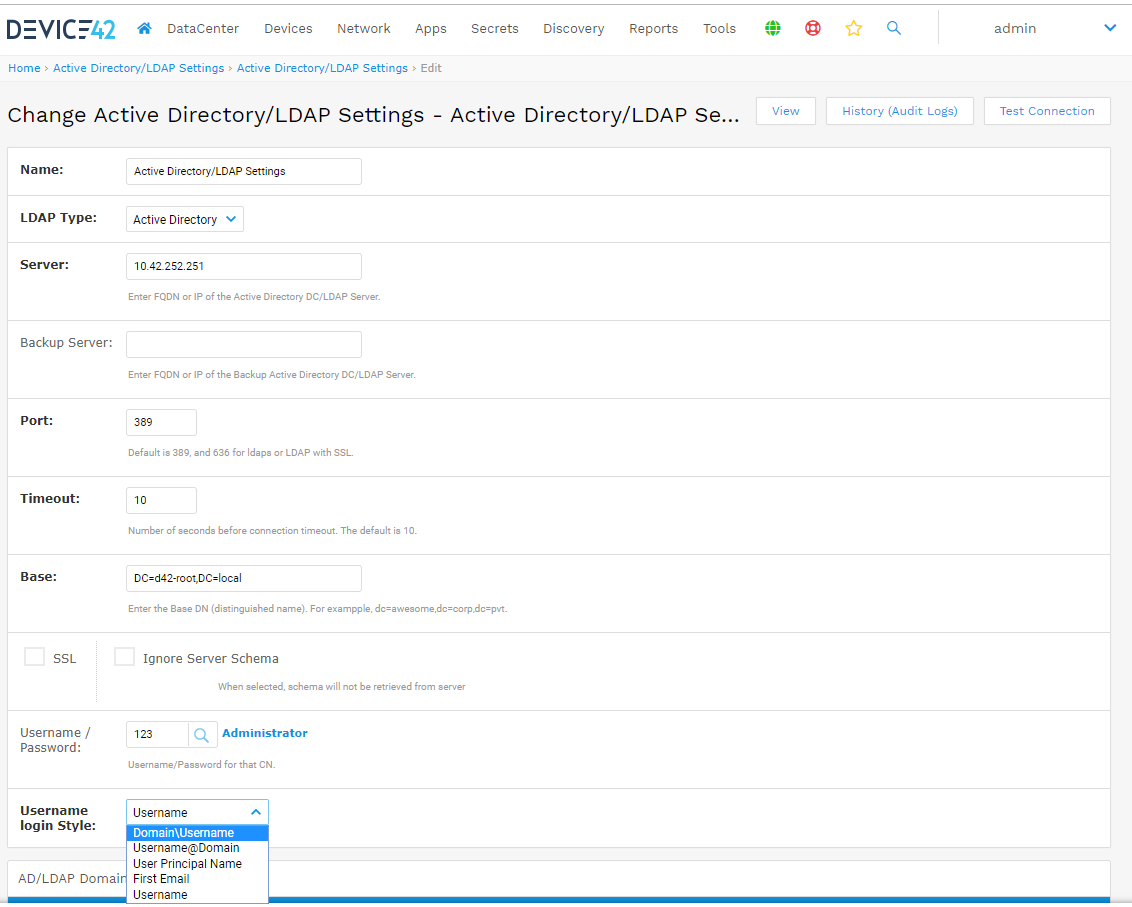 DEVICE42 DataCenter Devices Network Apps Secrets Discovery Reports Tools admin
Home › Active Directory/LDAP Settings › Active Directory/LDAP Settings › Edit
Change Active Directory/LDAP Settings - Active Directory/LDAP Se... View History (Audit Logs) Test Connection
Name: Active Directory/LDAP Settings
LDAP Type: Active Directory
Server: 10.42.252.251
Enter FQDN or IP of the Active Directory DC/LDAP Server.
Backup Server:
Enter FQDN or IP of the Backup Active Directory DC/LDAP Server.
Port: 389
Default is 389, and 636 for ldaps or LDAP with SSL.
Timeout: 10
Number of seconds before connection timeout. The default is 10.
Base: DC=d42-root,DC=local
Enter the Base DN (distinguished name). For exampple, dc=awesome,dc=corp,dc=pvt.
SSL Ignore Server Schema
When selected, schema will not be retrieved from server
Username /
Password: 123 Administrator
Username/Password for that CN.
Username
login Style: Username
Domain\Username
Username@Domain
User Principal Name
First Email
Username
AD/LDAP Domain